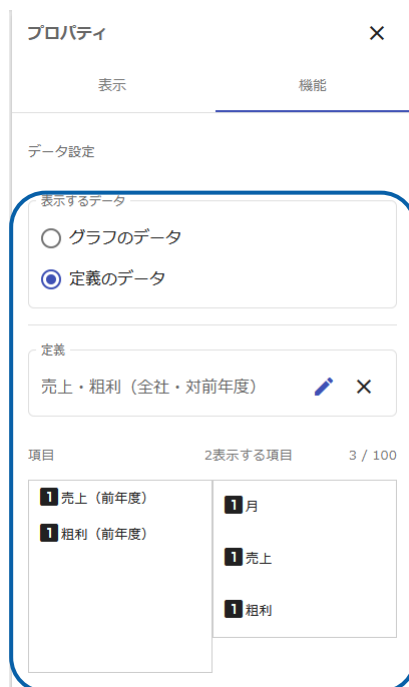 プロパティ ×
表示 機能
データ設定
表示するデータ
グラフのデータ
定義のデータ
定義
売上・粗利（全社・対前年度） ×
項目 2表示する項目 3 / 100
1 売上（前年度） 1 月
1 粗利（前年度） 1 売上
1 粗利